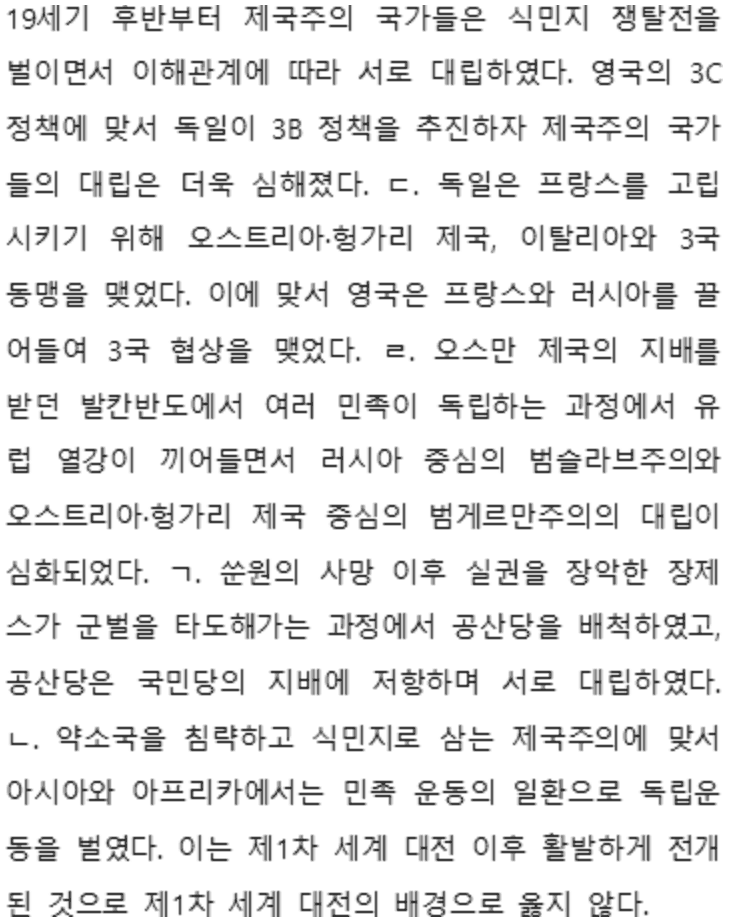 19세기 후반부터 제국주의 국가들은 식민지 쟁탈전을
벌이면서 이해관계에 따라 서로 대립하였다. 영국의 3C
정책에 맞서 독일이 3B 정책을 추진하자 제국주의 국가
들의 대립은 더욱 심해졌다. ㄷ. 독일은 프랑스를 고립
시키기 위해 오스트리아·헝가리 제국, 이탈리아와 3국
동맹을 맺었다. 이에 맞서 영국은 프랑스와 러시아를 끌
어들여 3국 협상을 맺었다. ㄹ. 오스만 제국의 지배를
받던 발칸반도에서 여러 민족이 독립하는 과정에서 유
럽 열강이 끼어들면서 러시아 중심의 범슬라브주의와
오스트리아·헝가리 제국 중심의 범게르만주의의 대립이
심화되었다. ㄱ. 쑨원의 사망 이후 실권을 장악한 장제
스가 군벌을 타도해가는 과정에서 공산당을 배척하였고,
공산당은 국민당의 지배에 저항하며 서로 대립하였다.
ㄴ. 약소국을 침략하고 식민지로 삼는 제국주의에 맞서
아시아와 아프리카에서는 민족 운동의 일환으로 독립운
동을 벌였다. 이는 제1차 세계 대전 이후 활발하게 전개
된 것으로 제1차 세계 대전의 배경으로 옳지 않다.